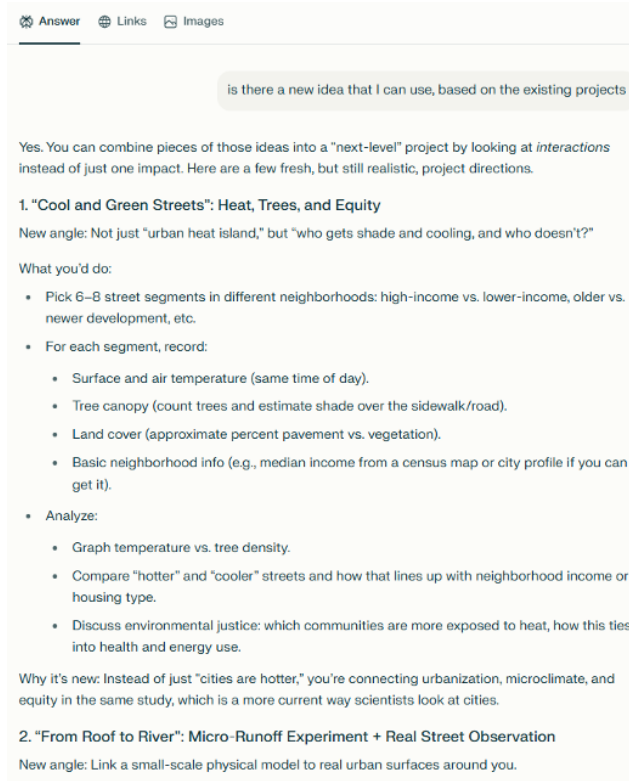 Answer Links Images
is there a new idea that I can use, based on the existing projects
Yes. You can combine pieces of those ideas into a "next-level" project by looking at interactions
instead of just one impact. Here are a few fresh, but still realistic, project directions.
1. "Cool and Green Streets": Heat, Trees, and Equity
New angle: Not just "urban heat island," but "who gets shade and cooling, and who doesn't?"
What you'd do:
• Pick 6–8 street segments in different neighborhoods: high-income vs. lower-income, older vs.
newer development, etc.
• For each segment, record:
• Surface and air temperature (same time of day).
• Tree canopy (count trees and estimate shade over the sidewalk/road).
• Land cover (approximate percent pavement vs. vegetation).
• Basic neighborhood info (e.g., median income from a census map or city profile if you can
get it).
• Analyze:
• Graph temperature vs. tree density.
• Compare "hotter" and "cooler" streets and how that lines up with neighborhood income or
housing type.
• Discuss environmental justice: which communities are more exposed to heat, how this ties
into health and energy use.
Why it's new: Instead of just "cities are hotter," you're connecting urbanization, microclimate, and
equity in the same study, which is a more current way scientists look at cities.
2. "From Roof to River": Micro-Runoff Experiment + Real Street Observation
New angle: Link a small-scale physical model to real urban surfaces around you.